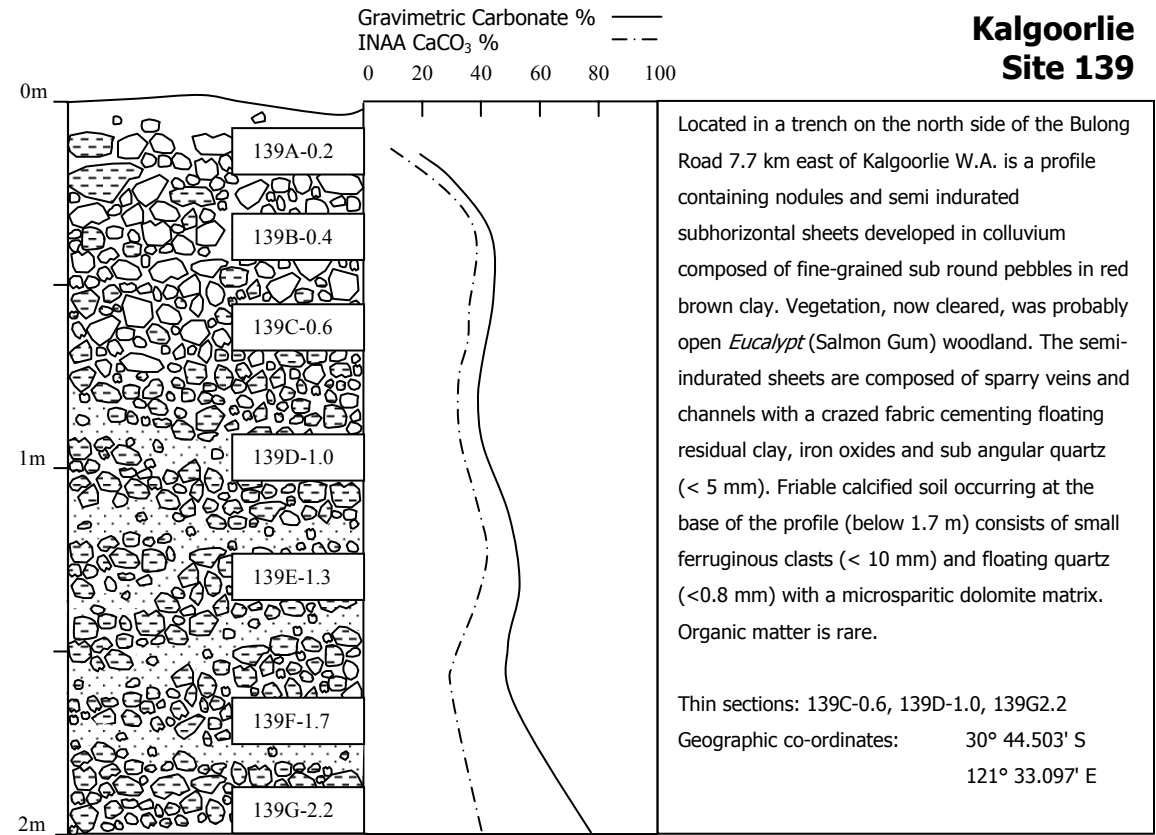 Gravimetric Carbonate %
INAA CaCO₃ %
Kalgoorlie
Site 139
0 20 40 60 80 100
0m
1m
2m
139A-0.2
139B-0.4
139C-0.6
139D-1.0
139E-1.3
139F-1.7
139G-2.2
Located in a trench on the north side of the Bulong
Road 7.7 km east of Kalgoorlie W.A. is a profile
containing nodules and semi indurated
subhorizontal sheets developed in colluvium
composed of fine-grained sub round pebbles in red
brown clay. Vegetation, now cleared, was probably
open Eucalypt (Salmon Gum) woodland. The semi-
indurated sheets are composed of sparry veins and
channels with a crazed fabric cementing floating
residual clay, iron oxides and sub angular quartz
(< 5 mm). Friable calcified soil occurring at the
base of the profile (below 1.7 m) consists of small
ferruginous clasts (< 10 mm) and floating quartz
(<0.8 mm) with a microsparitic dolomite matrix.
Organic matter is rare.
Thin sections: 139C-0.6, 139D-1.0, 139G2.2
Geographic co-ordinates: 30° 44.503' S
121° 33.097' E